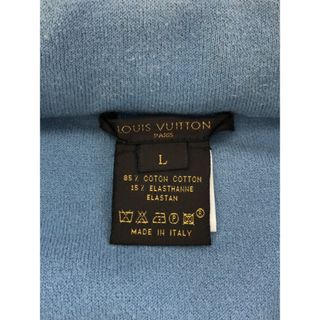 LOUIS VUITTON
PARIS
L
85% COTON COTTON
15% ELASTHANNE
ELASTAN
MADE IN ITALY